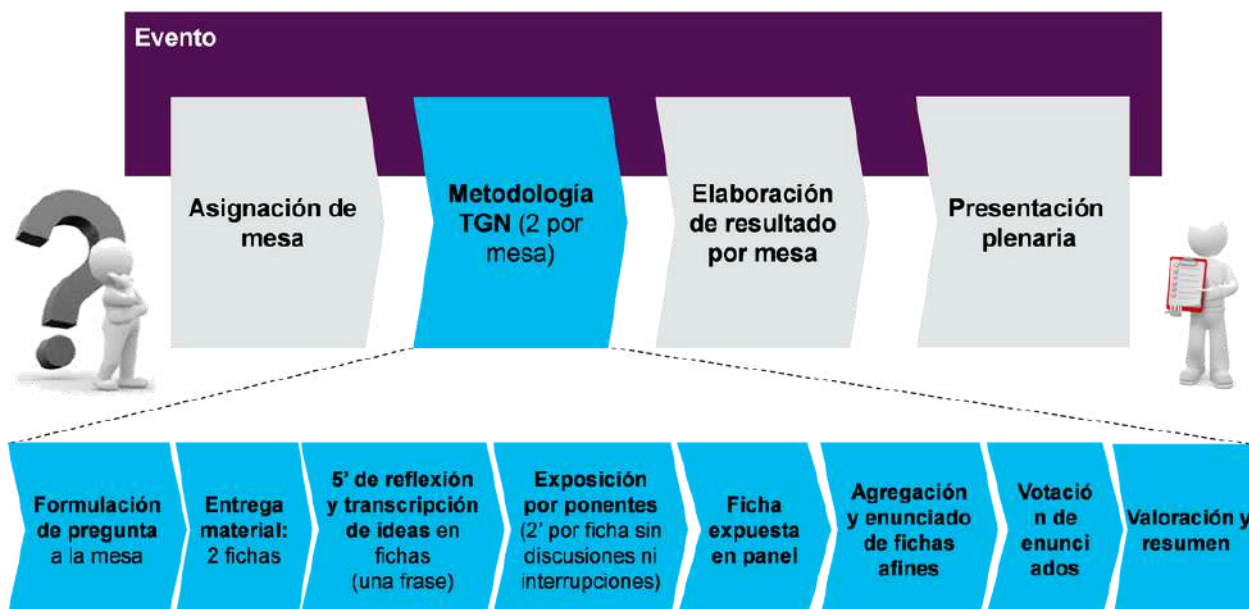 Evento
Asignación de
mesa
Metodología
TGN (2 por
mesa)
Elaboración
de resultado
por mesa
Presentación
plenaria
Formulación
de pregunta
a la mesa
Entrega
material:
2 fichas
5' de reflexión
y transcripción
de ideas en
fichas
(una frase)
Exposición
por ponentes
(2' por ficha sin
discusiones ni
interrupciones)
Ficha
expuesta
en panel
Agregación
y enunciado
de fichas
afines
Votació
n de
enunci
ados
Valoración y
resumen